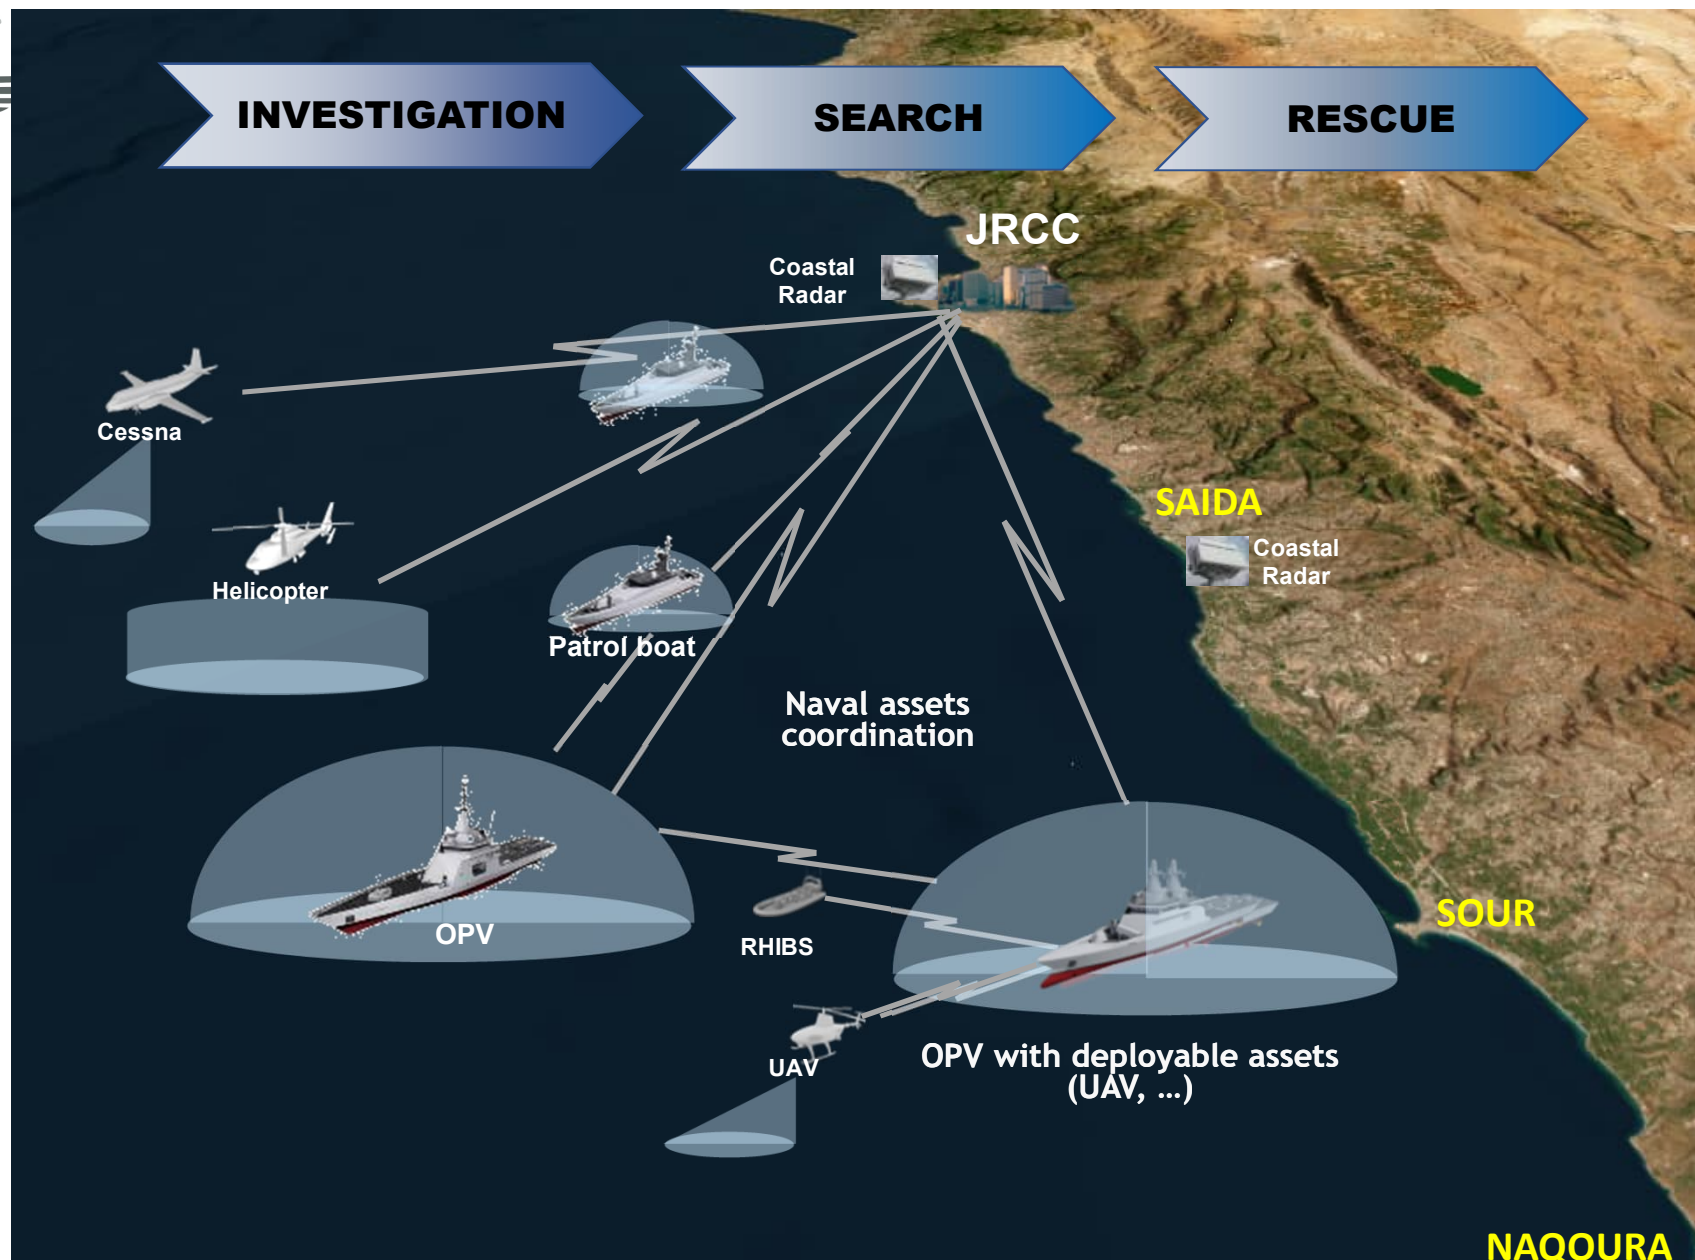 INVESTIGATION
SEARCH
RESCUE
JRCC
Coastal
Radar
Cessna
SAIDA
Coastal
Radar
Helicopter
Patrol boat
Naval assets
coordination
SOUR
OPV
RHIBS
UAV
OPV with deployable assets
(UAV, ...)
NAQOURA